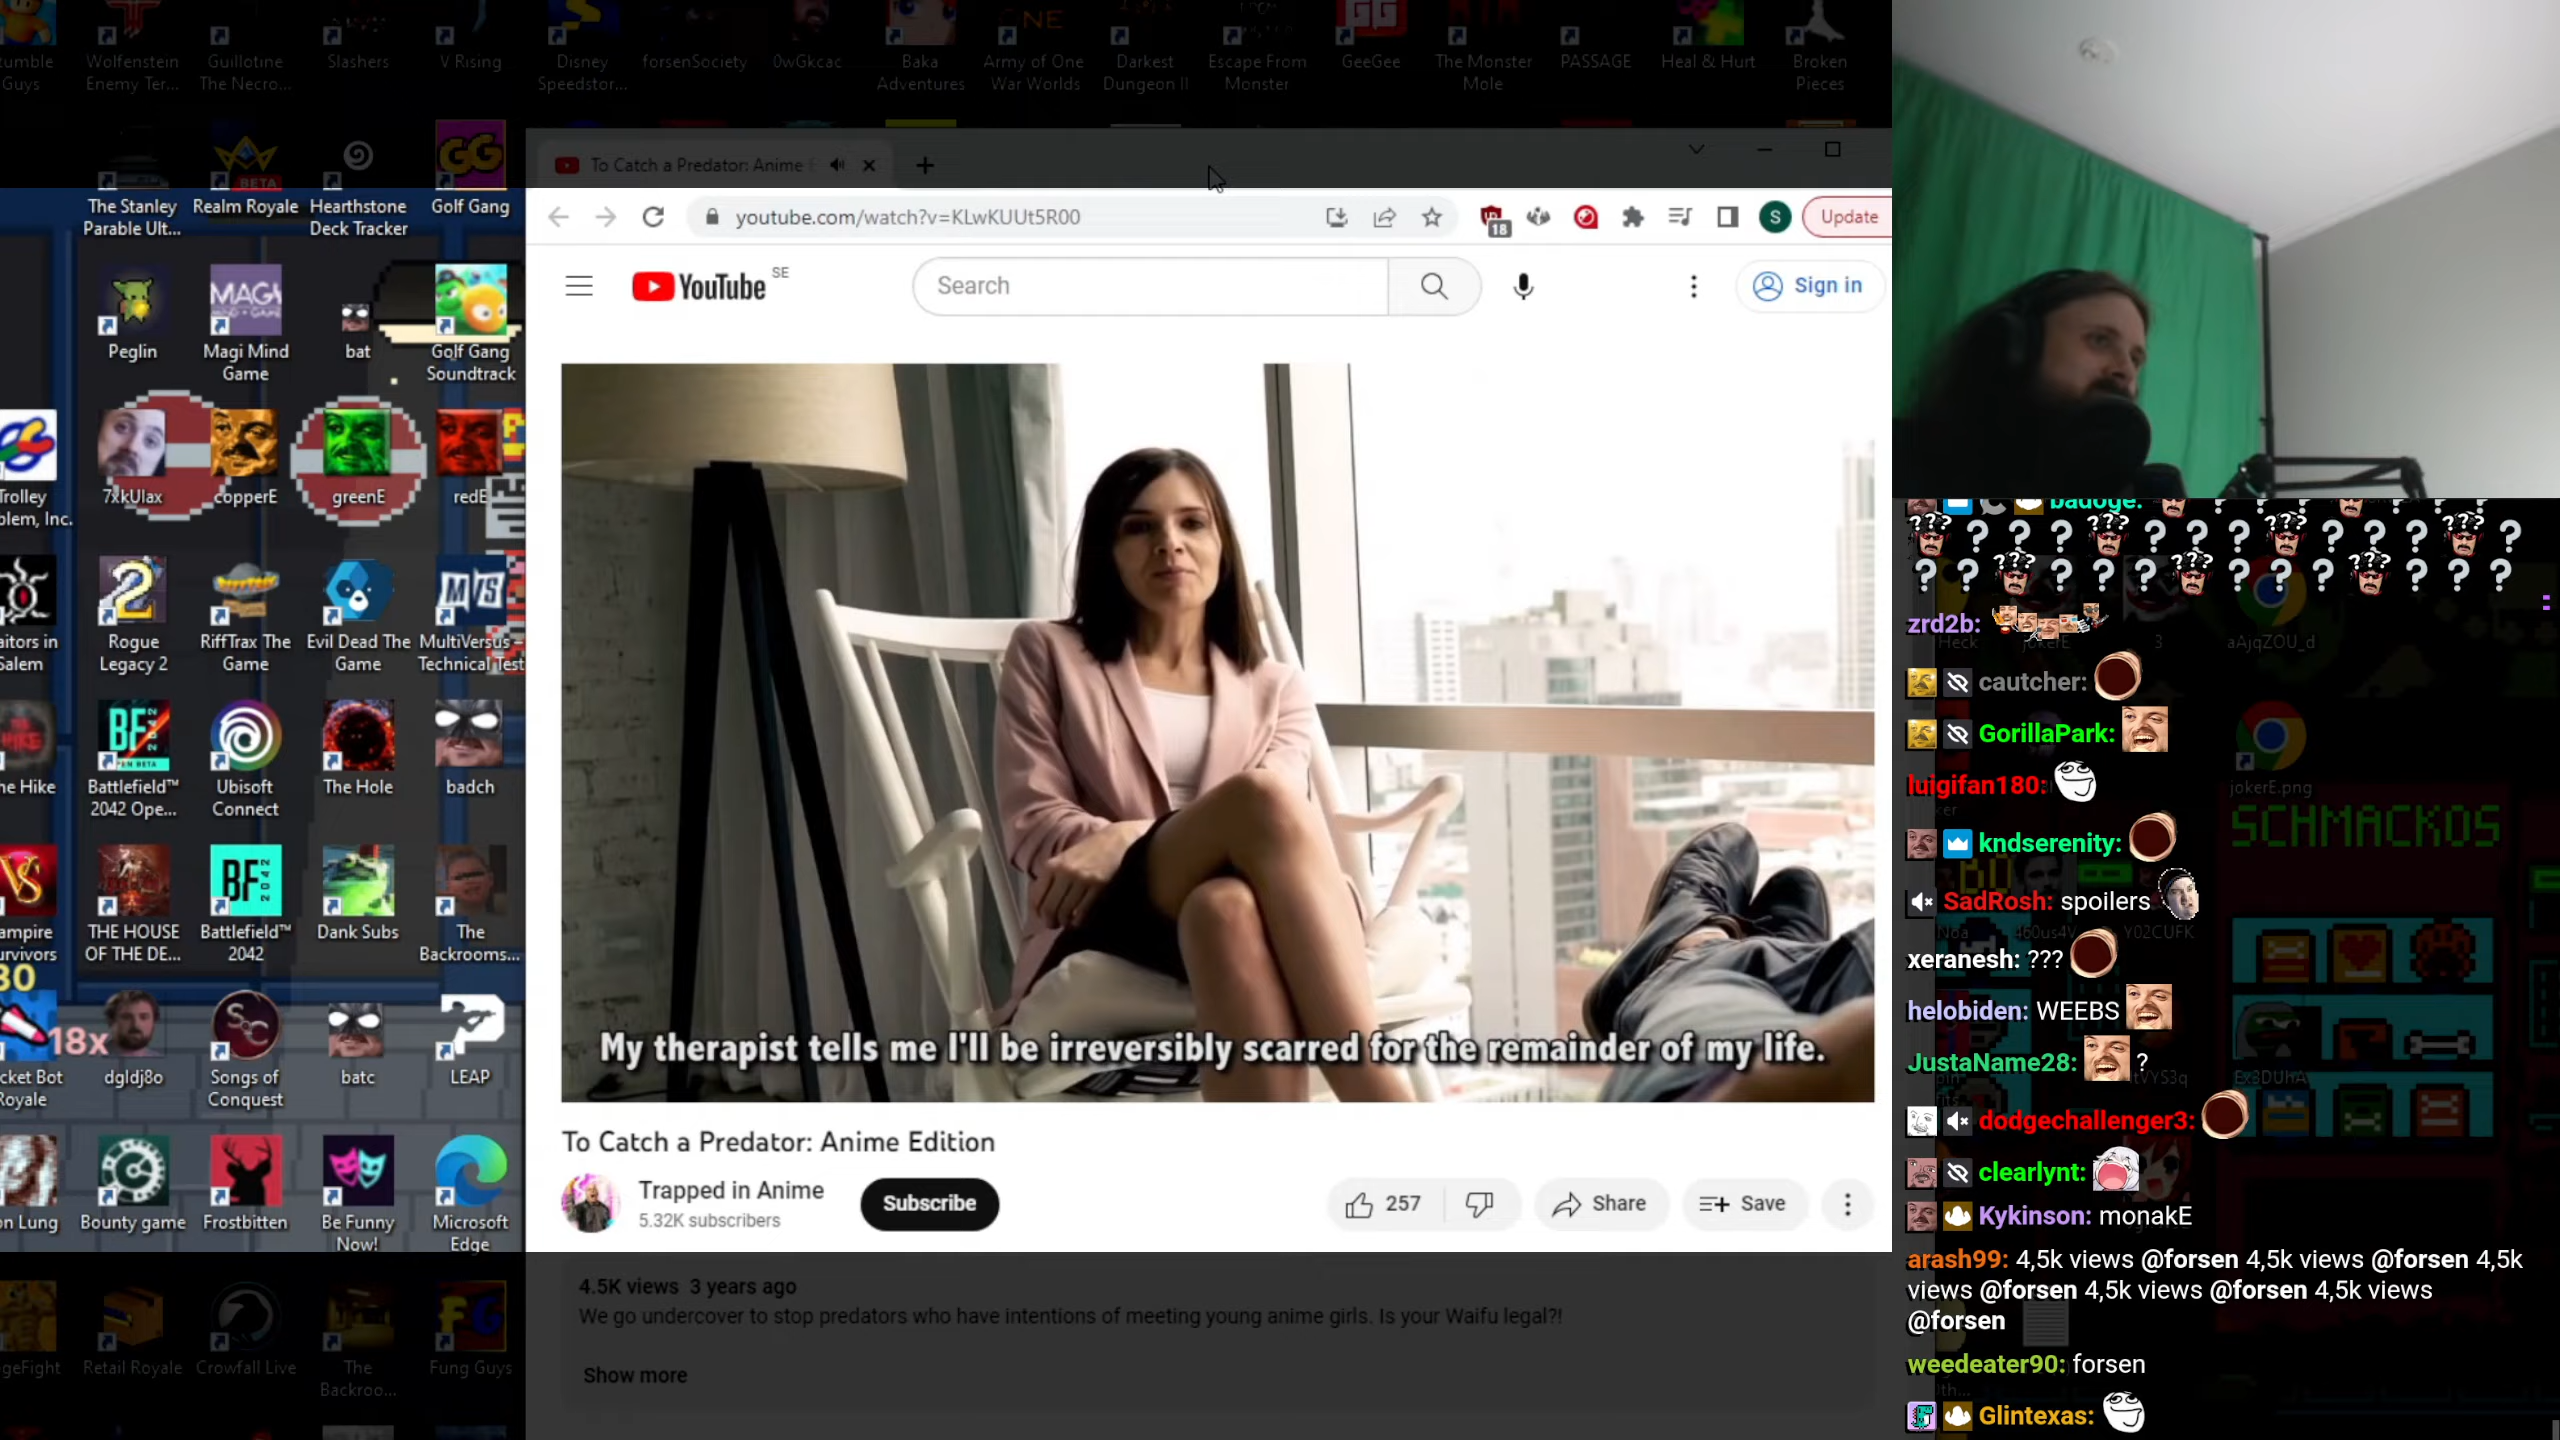 Guys
Wolfenstein
Enemy Ter...
Guillotine
The Necro...
Slashers
V Rising
Disney
Speedstor...
forsenSociety
0wGkcac
Baka
Adventures
Army of One
War Worlds
Darkest
Dungeon II
Escape From
Monster
GeeGee
The Monster
Mole
PASSAGE
Heal & Hurt
Broken
Pieces
To Catch a Predator: Anime
The Stanley
Parable Ult...
Realm Royale
Hearthstone
Deck Tracker
Golf Gang
youtube.com/watch?v=KLwKUUt5R00
18
S
Update
YouTube SE
Search
Sign in
Peglin
Magi Mind
Game
bat
Golf Gang
Soundtrack
7xkUlax
copperE
greenE
redE
Rogue
Legacy 2
RiffTrax The
Game
Evil Dead The
Game
MultiVersus -
Technical Test
Battlefield™
2042 Ope...
Ubisoft
Connect
The Hole
badch
THE HOUSE
OF THE DE...
Battlefield™
2042
Dank Subs
The
Backrooms...
18x
dgldj8o
Songs of
Conquest
batc
LEAP
Bounty game
Frostbitten
Be Funny
Now!
Microsoft
Edge
Retail Royale
Crowfall Live
The
Backroo...
Fung Guys
My therapist tells me I'll be irreversibly scarred for the remainder of my life.
To Catch a Predator: Anime Edition
Trapped in Anime
5.32K subscribers
Subscribe
257
Share
Save
4.5K views 3 years ago
We go undercover to stop predators who have intentions of meeting young anime girls. Is your Waifu legal?!
Show more
badoge:
zrd2b:
cautcher:
GorillaPark:
luigifan180:
kndserenity:
SadRosh: spoilers
xeranesh: ???
helobiden: WEEBS
JustaName28: ?
dodgechallenger3:
clearlynt:
Kykinson: monakE
arash99: 4,5k views @forsen 4,5k views @forsen 4,5k
views @forsen 4,5k views @forsen 4,5k views
@forsen
weedeater90: forsen
Glintexas:
aAjqZOU_d
jokerE.png
SCHMACKOS